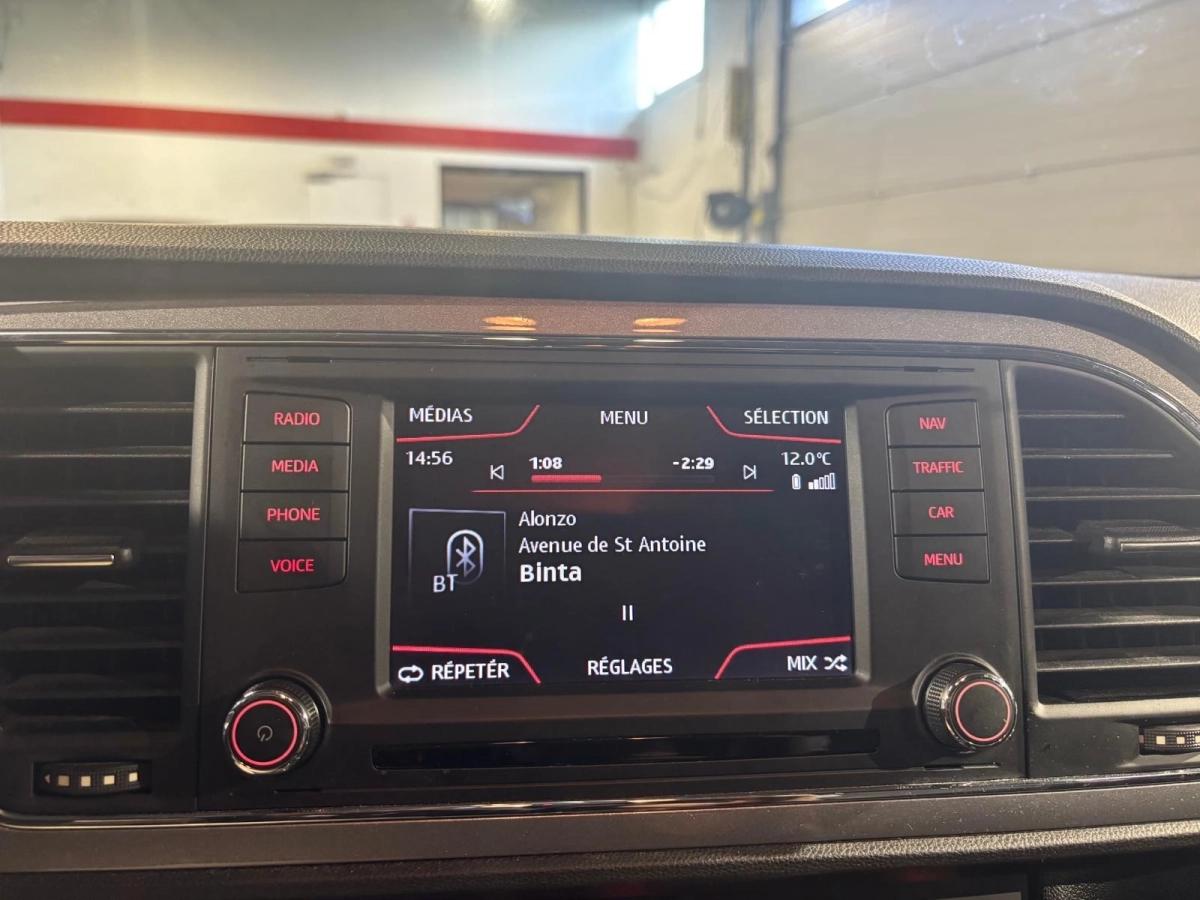 RADIO
MEDIA
PHONE
VOICE
MÉDIAS
MENU
SÉLECTION
14:56
1:08
-2:29
12.0°C
Alonzo
Avenue de St Antoine
Binta
BT
RÉPETÉR
RÉGLAGES
MIX
NAV
TRAFFIC
CAR
MENU